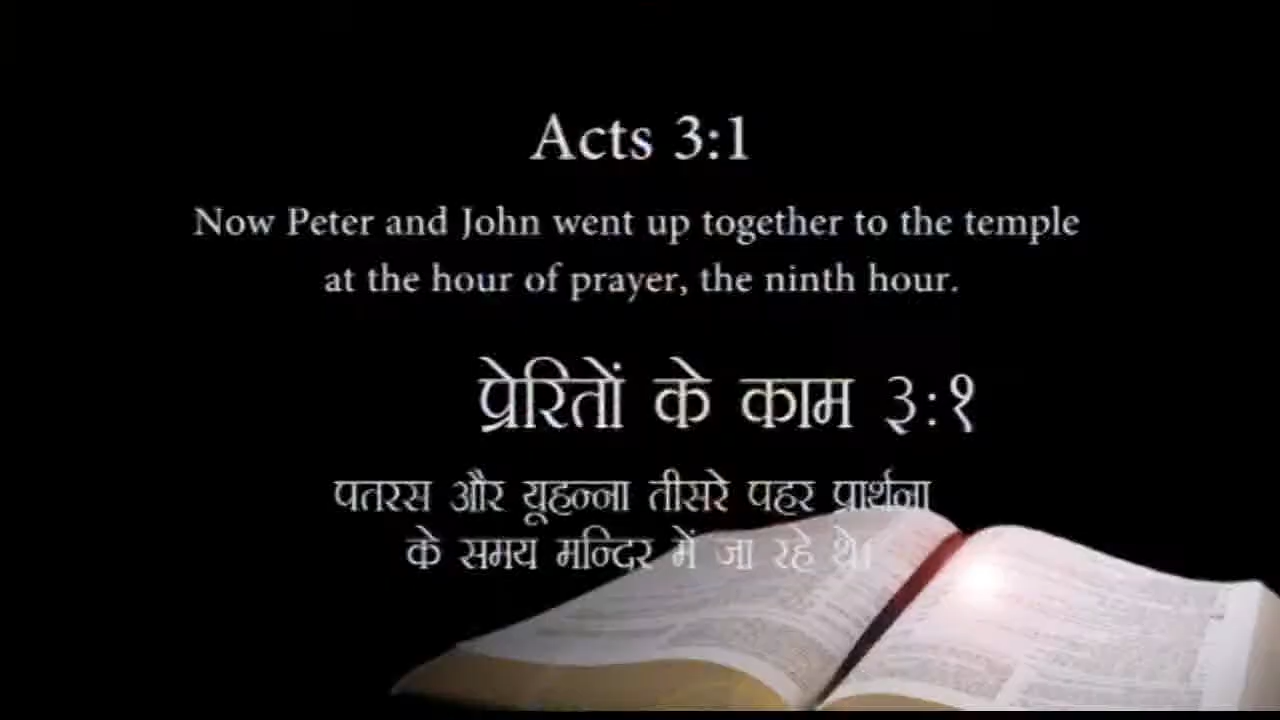 Acts 3:1
Now Peter and John went up together to the temple
at the hour of prayer, the ninth hour.
प्रेरितों के काम ३:१
पतरस और यूहन्ना तीसरे पहर प्रार्थना
के समय मन्दिर में जा रहे थे।